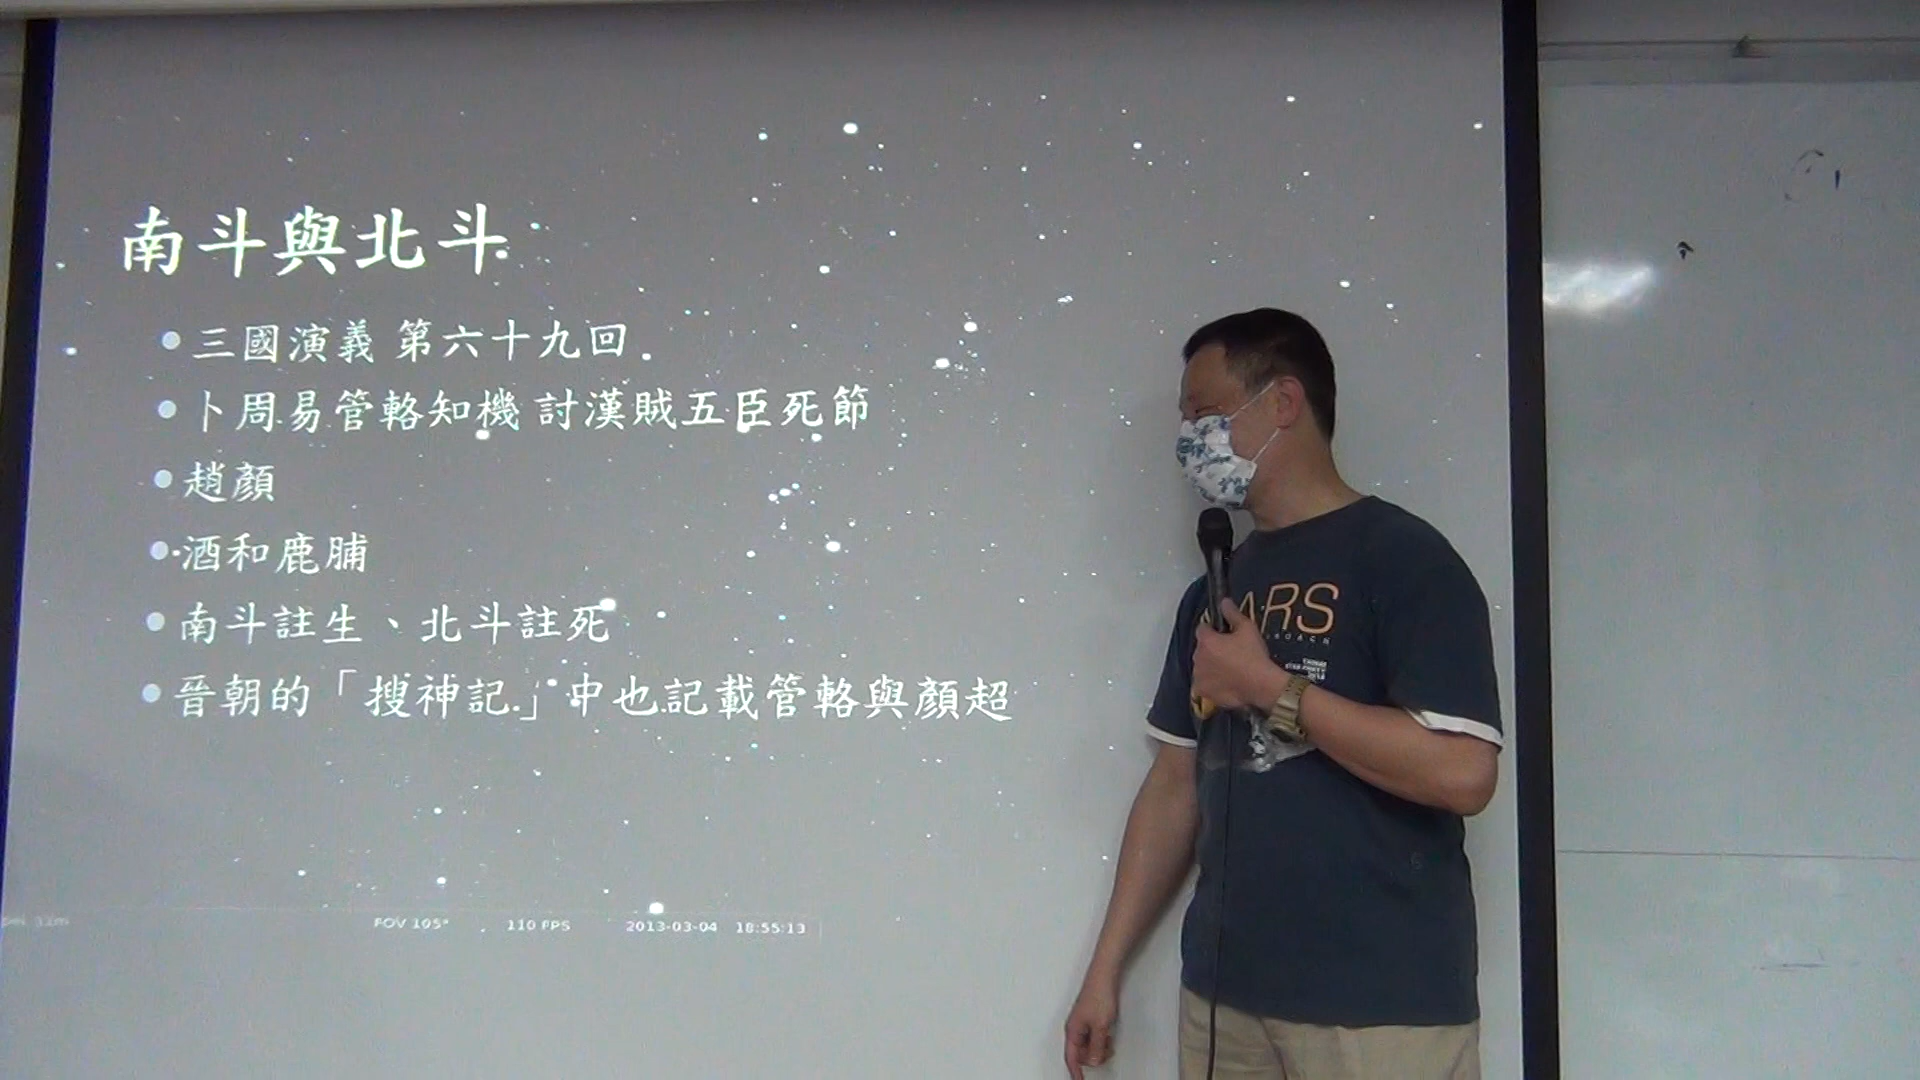 南斗與北斗
三國演義 第六十九回
卜周易管輅知機 討漢賊五臣死節
趙顏
酒和鹿脯
南斗註生、北斗註死
晉朝的「搜神記」中也記載管輅與顏超
FOV 105° 110 FPS 2013-03-04 18:55:13
ARS